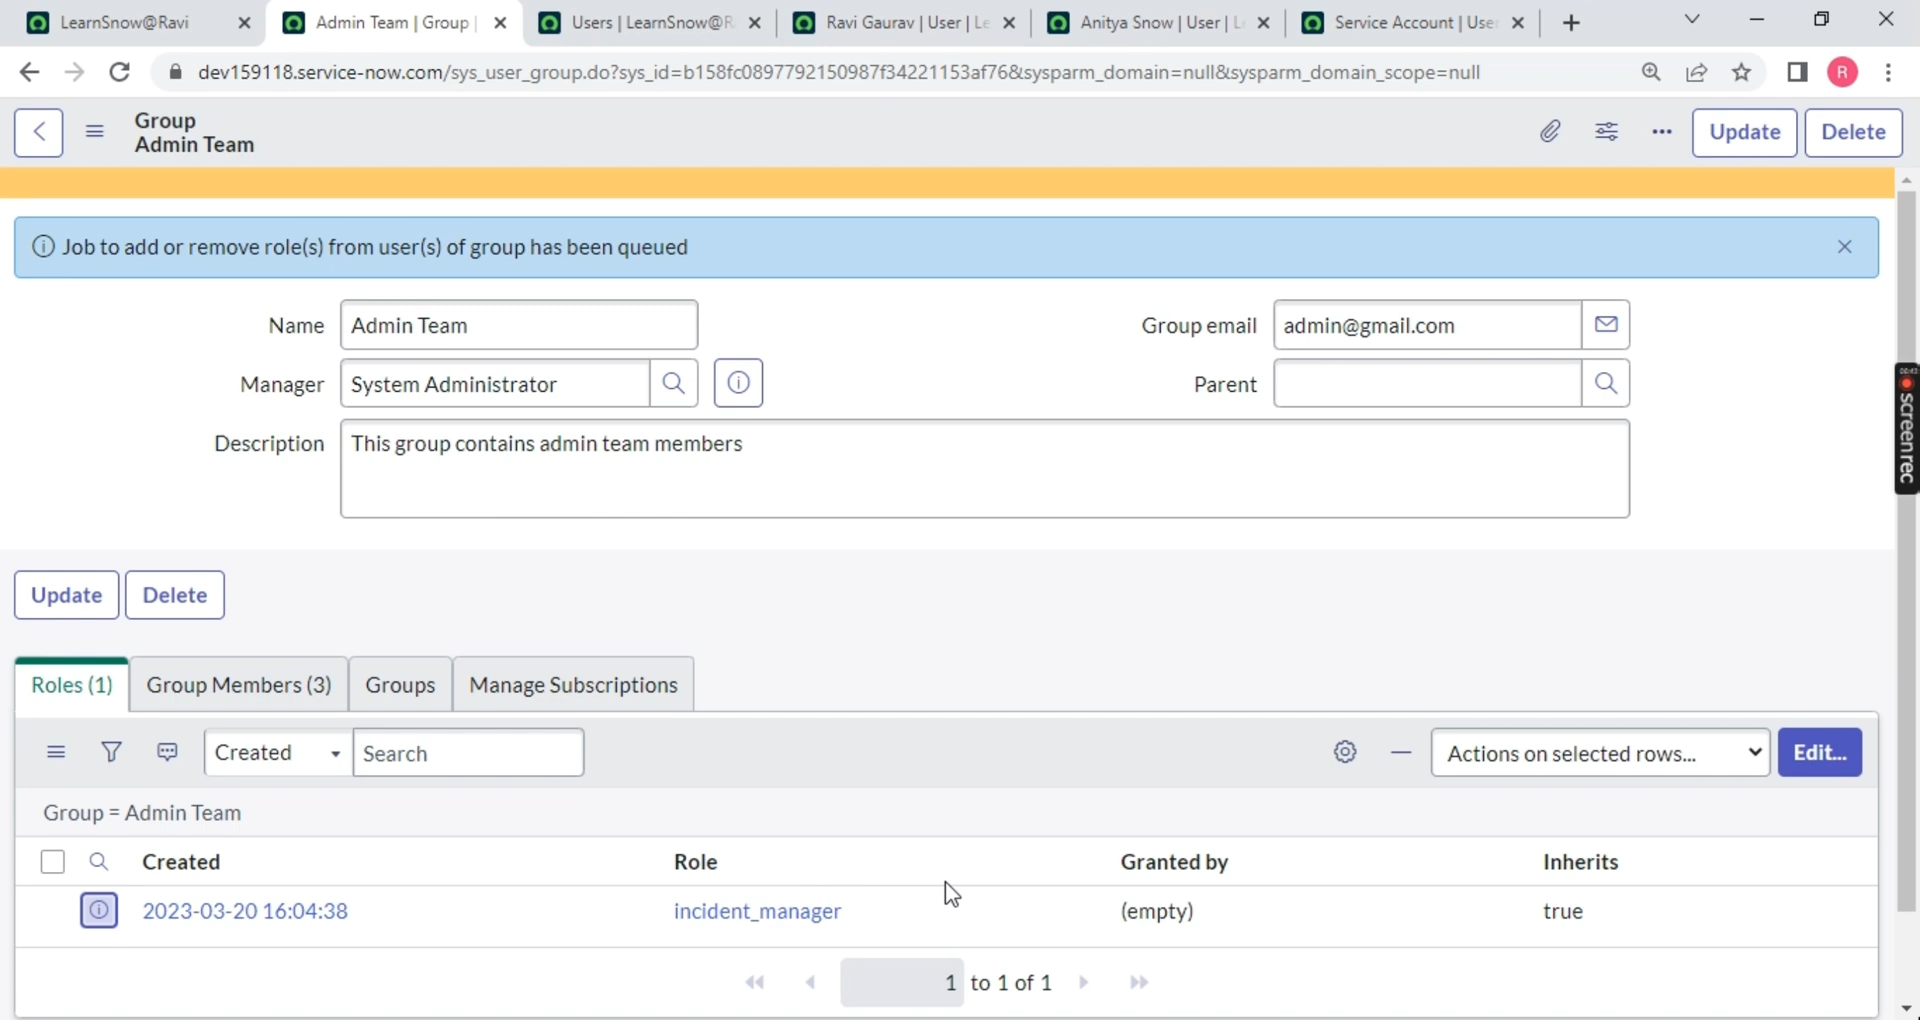 LearnSnow@Ravi
Admin Team | Group |
Users | LearnSnow@R
Ravi Gaurav | User | Le
Anitya Snow | User | L
Service Account | User
dev159118.service-now.com/sys_user_group.do?sys_id=b158fc0897792150987f34221153af76&sysparm_domain=null&sysparm_domain_scope=null
R
Group
Admin Team
Update
Delete
Job to add or remove role(s) from user(s) of group has been queued
Name
Admin Team
Group email
admin@gmail.com
Manager
System Administrator
Parent
Description
This group contains admin team members
Update
Delete
Roles (1)
Group Members (3)
Groups
Manage Subscriptions
Created
Search
Actions on selected rows...
Edit...
Group = Admin Team
Created
Role
Granted by
Inherits
2023-03-20 16:04:38
incident_manager
(empty)
true
1 to 1 of 1
screenrec